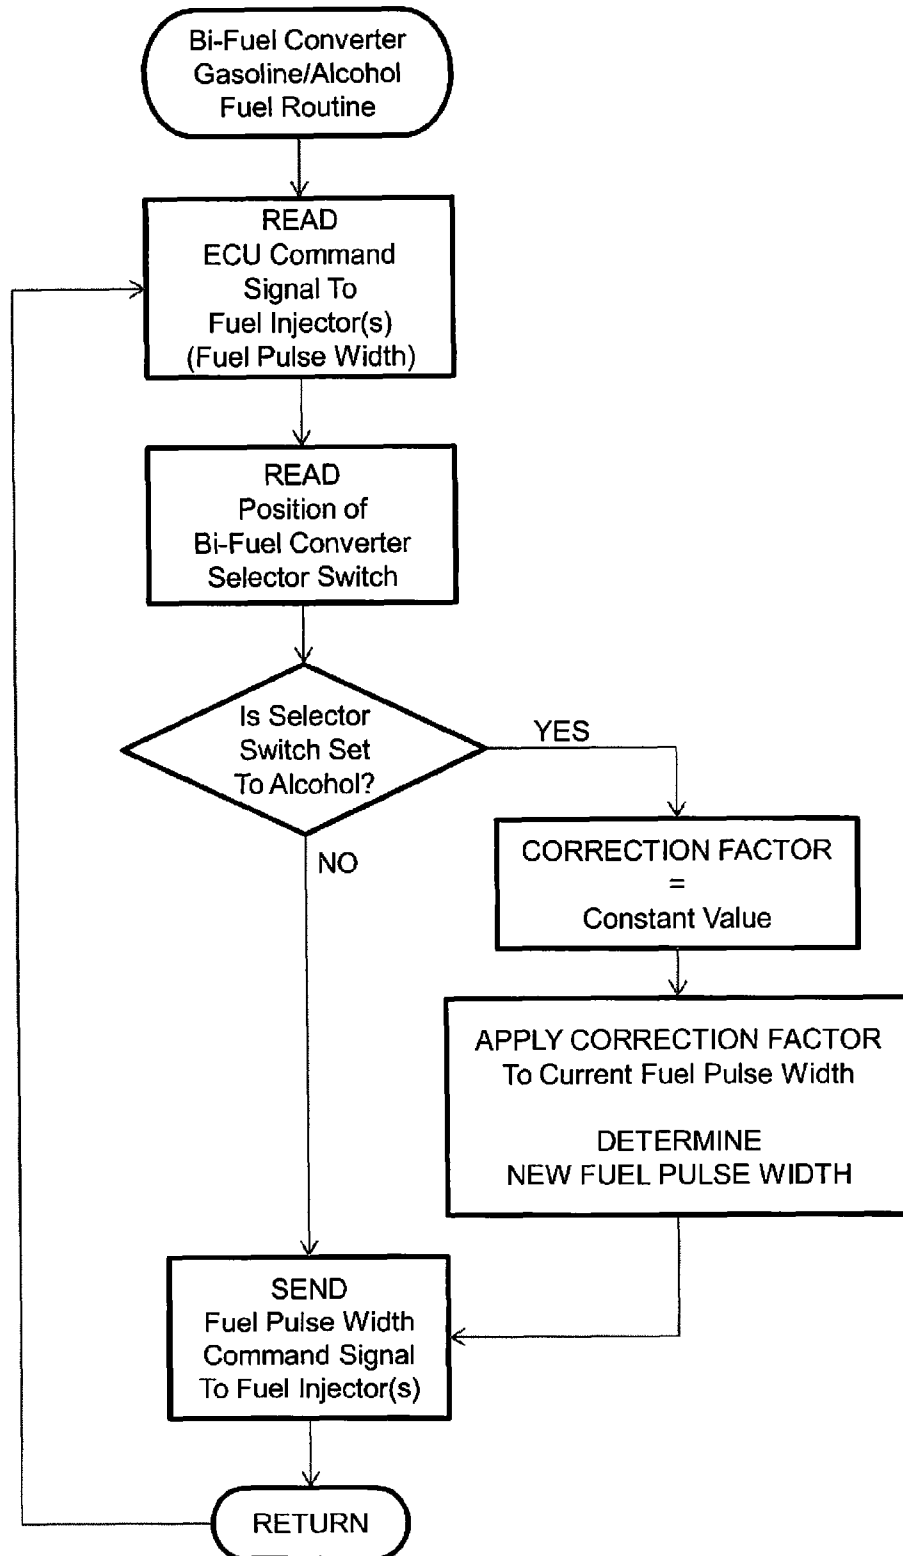 Bi-Fuel Converter
Gasoline/Alcohol
Fuel Routine
READ
ECU Command
Signal To
Fuel Injector(s)
(Fuel Pulse Width)
READ
Position of
Bi-Fuel Converter
Selector Switch
Is Selector
Switch Set
To Alcohol?
YES
NO
CORRECTION FACTOR
=
Constant Value
APPLY CORRECTION FACTOR
To Current Fuel Pulse Width
DETERMINE
NEW FUEL PULSE WIDTH
SEND
Fuel Pulse Width
Command Signal
To Fuel Injector(s)
RETURN